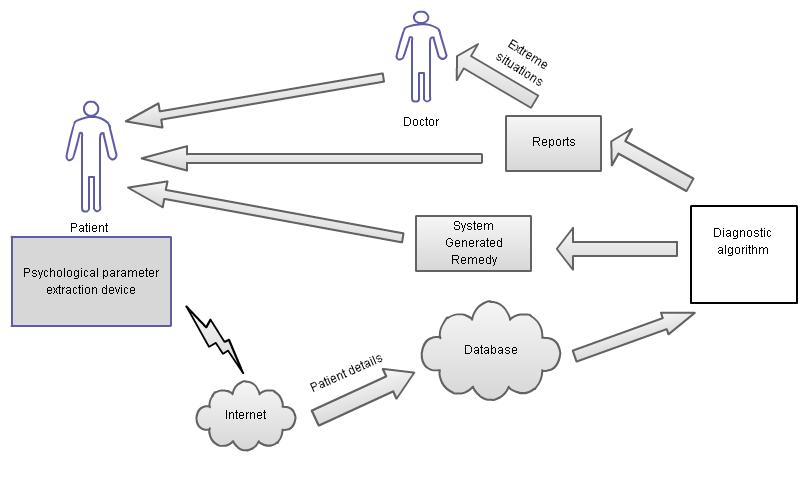 Extreme
situations
Doctor
Reports
Patient
System
Generated
Remedy
Diagnostic
algorithm
Psychological parameter
extraction device
Database
Patient details
Internet